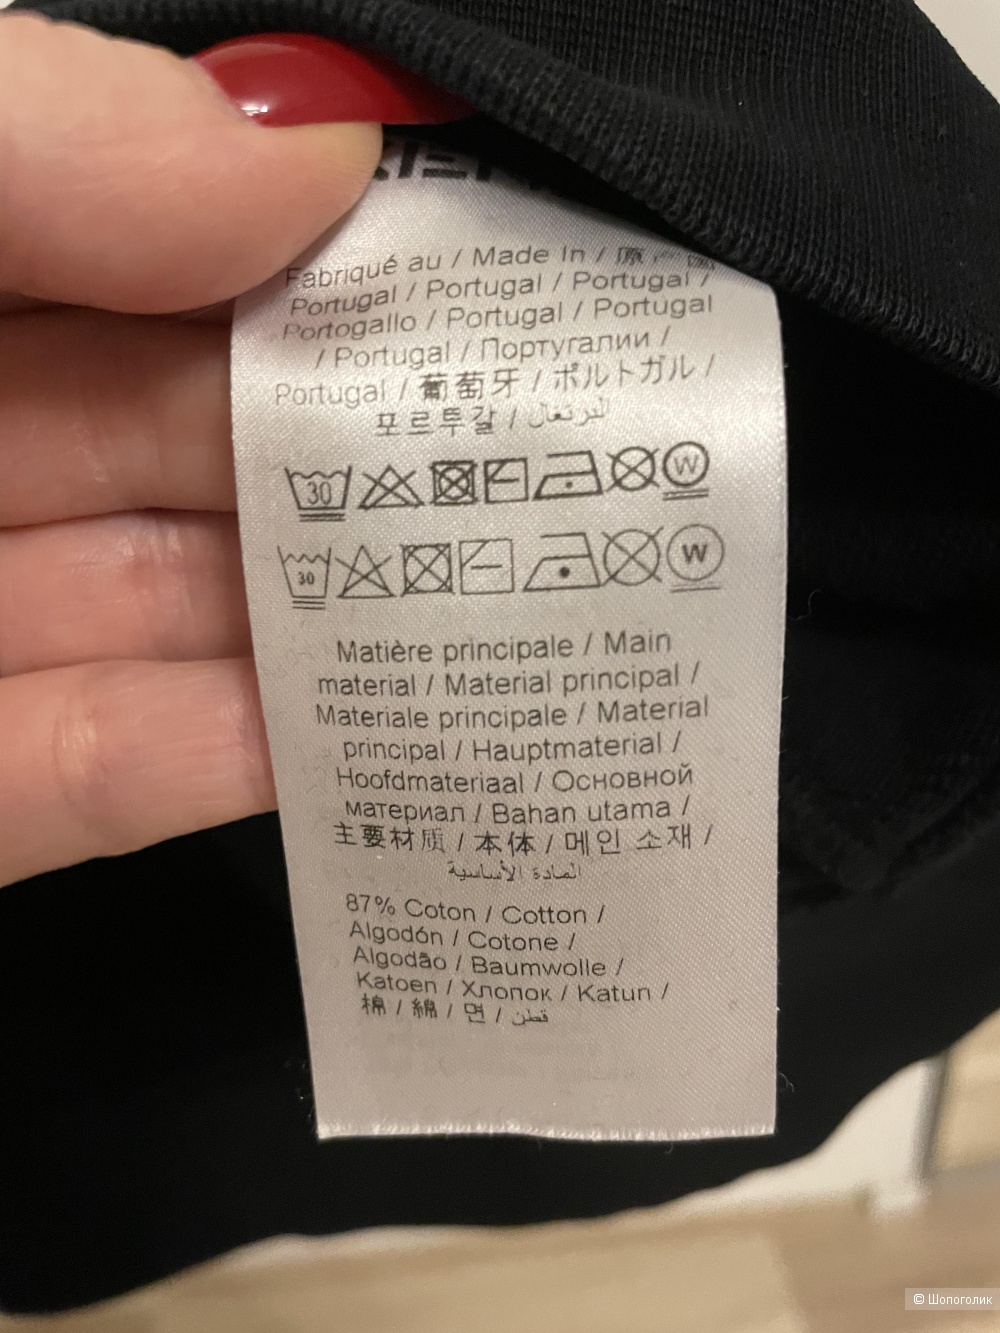 Fabriqué au / Made In / 原
Portugal / Portugal / Portugal /
Portogallo / Portugal / Portugal
/ Portugal / Португалии /
Portugal / 葡萄牙 / ポルトガル /
포르투갈 / البرتغال
30 W
30 W
Matière principale / Main
material / Material principal /
Materiale principale / Material
principal / Hauptmaterial /
Hoofdmateriaal / Основной
материал / Bahan utama /
主要材质 / 本体 / 메인 소재 /
المادة الأساسية
87% Coton / Cotton /
Algodón / Cotone /
Algodão / Baumwolle /
Katoen / Хлопок / Katun /
棉 / 綿 / 면 / قطن
© Шопоголик